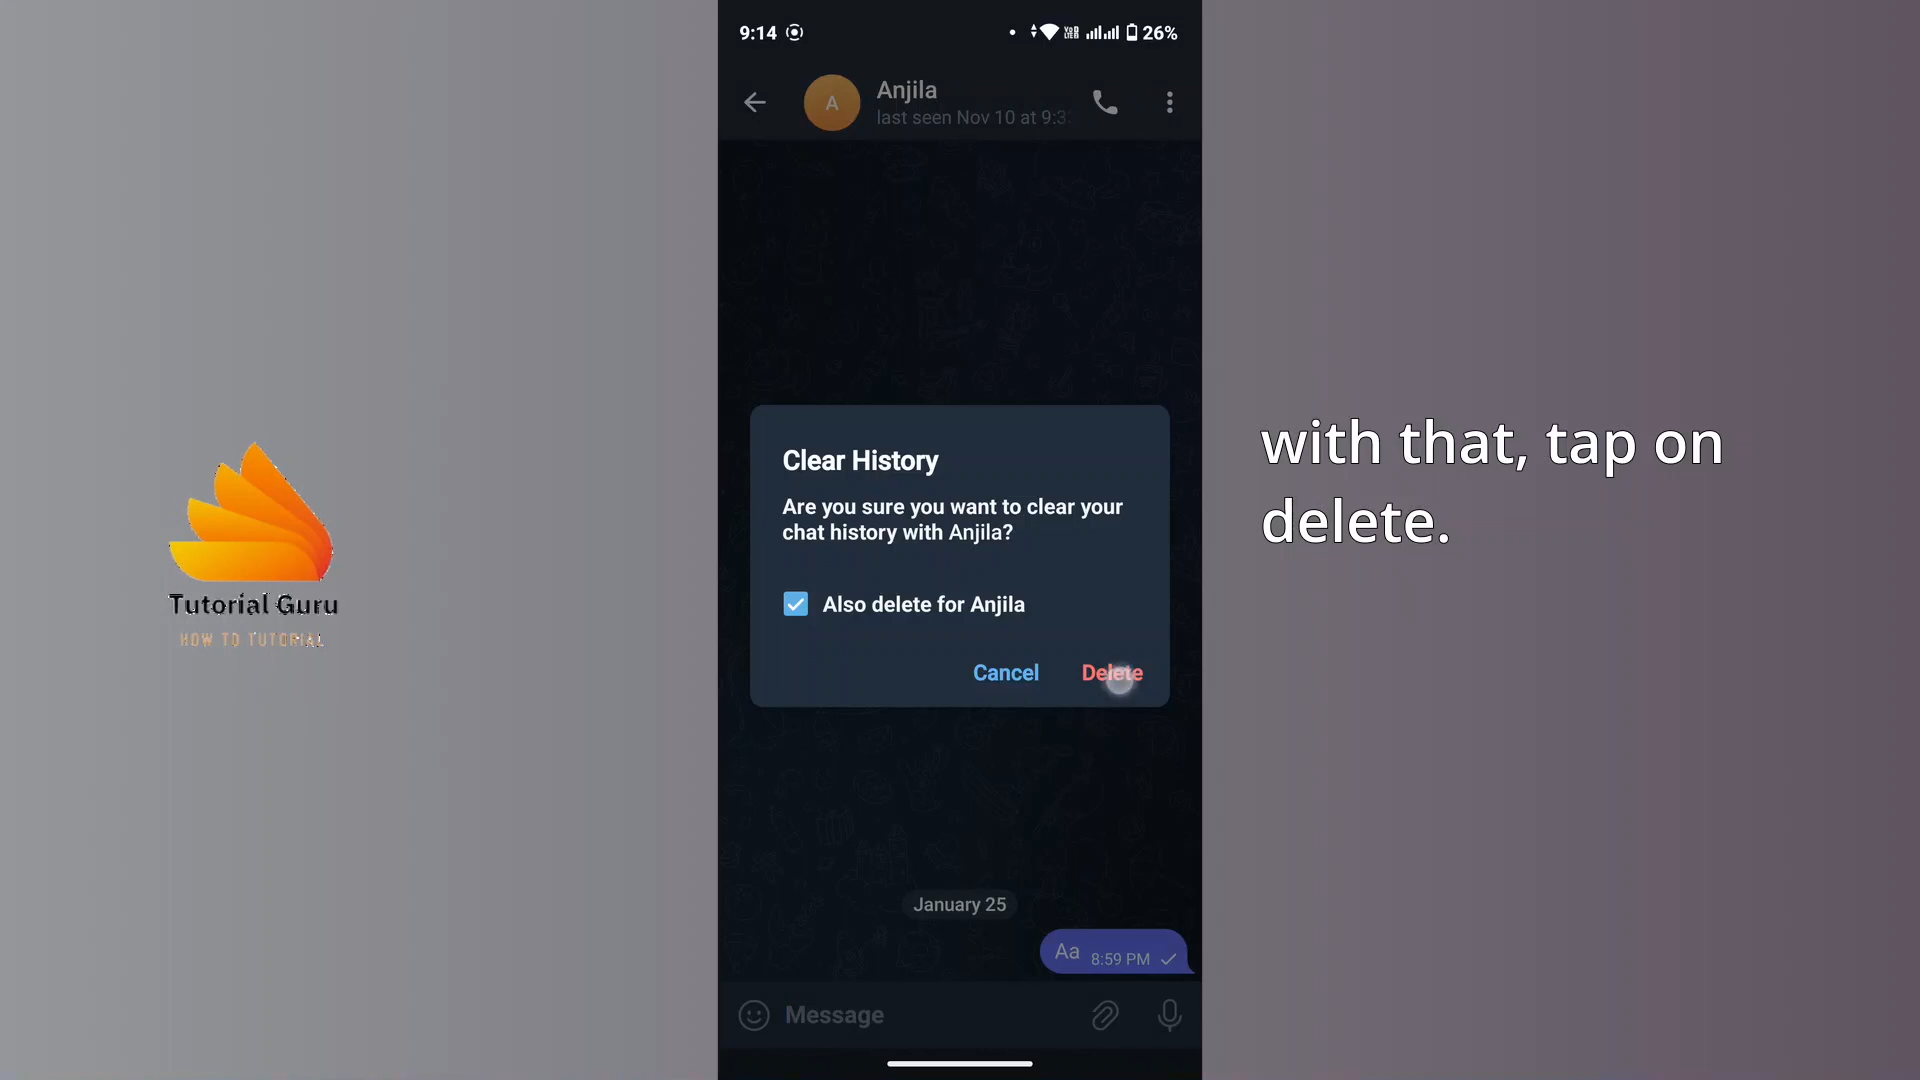 9:14
26%
A
Anjila
last seen Nov 10 at 9:3
Clear History
Are you sure you want to clear your
chat history with Anjila?
Also delete for Anjila
Cancel
Delete
January 25
Aa 8:59 PM
Message
with that, tap on
delete.
Tutorial Guru
HOW TO TUTORIAL